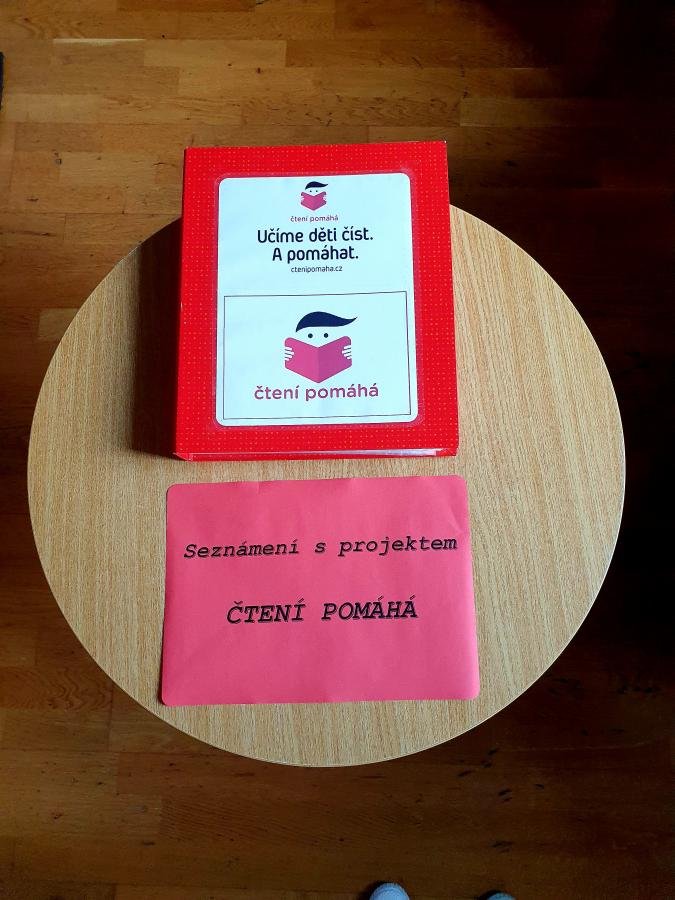 čtení pomáhá
Učíme děti číst.
A pomáhat.
ctenipomaha.cz
čtení pomáhá
Seznámení s projektem
ČTENÍ POMÁHÁ